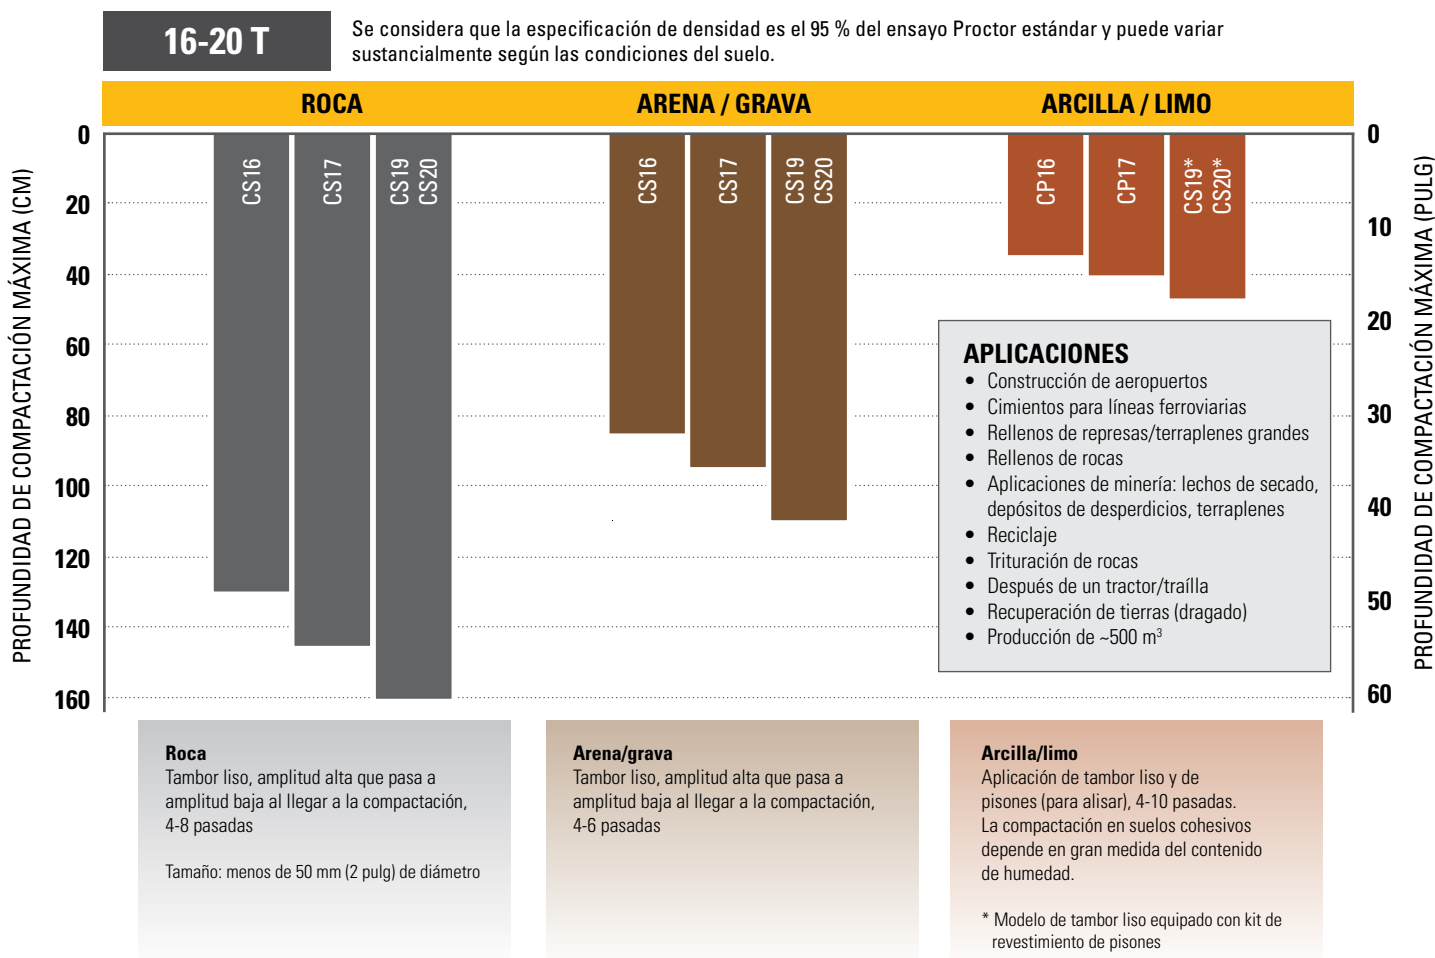 16-20 T
Se considera que la especificación de densidad es el 95 % del ensayo Proctor estándar y puede variar
sustancialmente según las condiciones del suelo.
ROCA
ARENA / GRAVA
ARCILLA / LIMO
PROFUNDIDAD DE COMPACTACIÓN MÁXIMA (CM)
0
20
40
60
80
100
120
140
160
CS16
CS17
CS19
CS20
CS16
CS17
CS19
CS20
CP16
CP17
CS19*
CS20*
0
10
20
30
40
50
60
PROFUNDIDAD DE COMPACTACIÓN MÁXIMA (PULG)
APLICACIONES
• Construcción de aeropuertos
• Cimientos para líneas ferroviarias
• Rellenos de represas/terraplenes grandes
• Rellenos de rocas
• Aplicaciones de minería: lechos de secado,
depósitos de desperdicios, terraplenes
• Reciclaje
• Trituración de rocas
• Después de un tractor/traílla
• Recuperación de tierras (dragado)
• Producción de ~500 m³
Roca
Tambor liso, amplitud alta que pasa a
amplitud baja al llegar a la compactación,
4-8 pasadas
Tamaño: menos de 50 mm (2 pulg) de diámetro
Arena/grava
Tambor liso, amplitud alta que pasa a
amplitud baja al llegar a la compactación,
4-6 pasadas
Arcilla/limo
Aplicación de tambor liso y de
pisones (para alisar), 4-10 pasadas.
La compactación en suelos cohesivos
depende en gran medida del contenido
de humedad.
* Modelo de tambor liso equipado con kit de
revestimiento de pisones